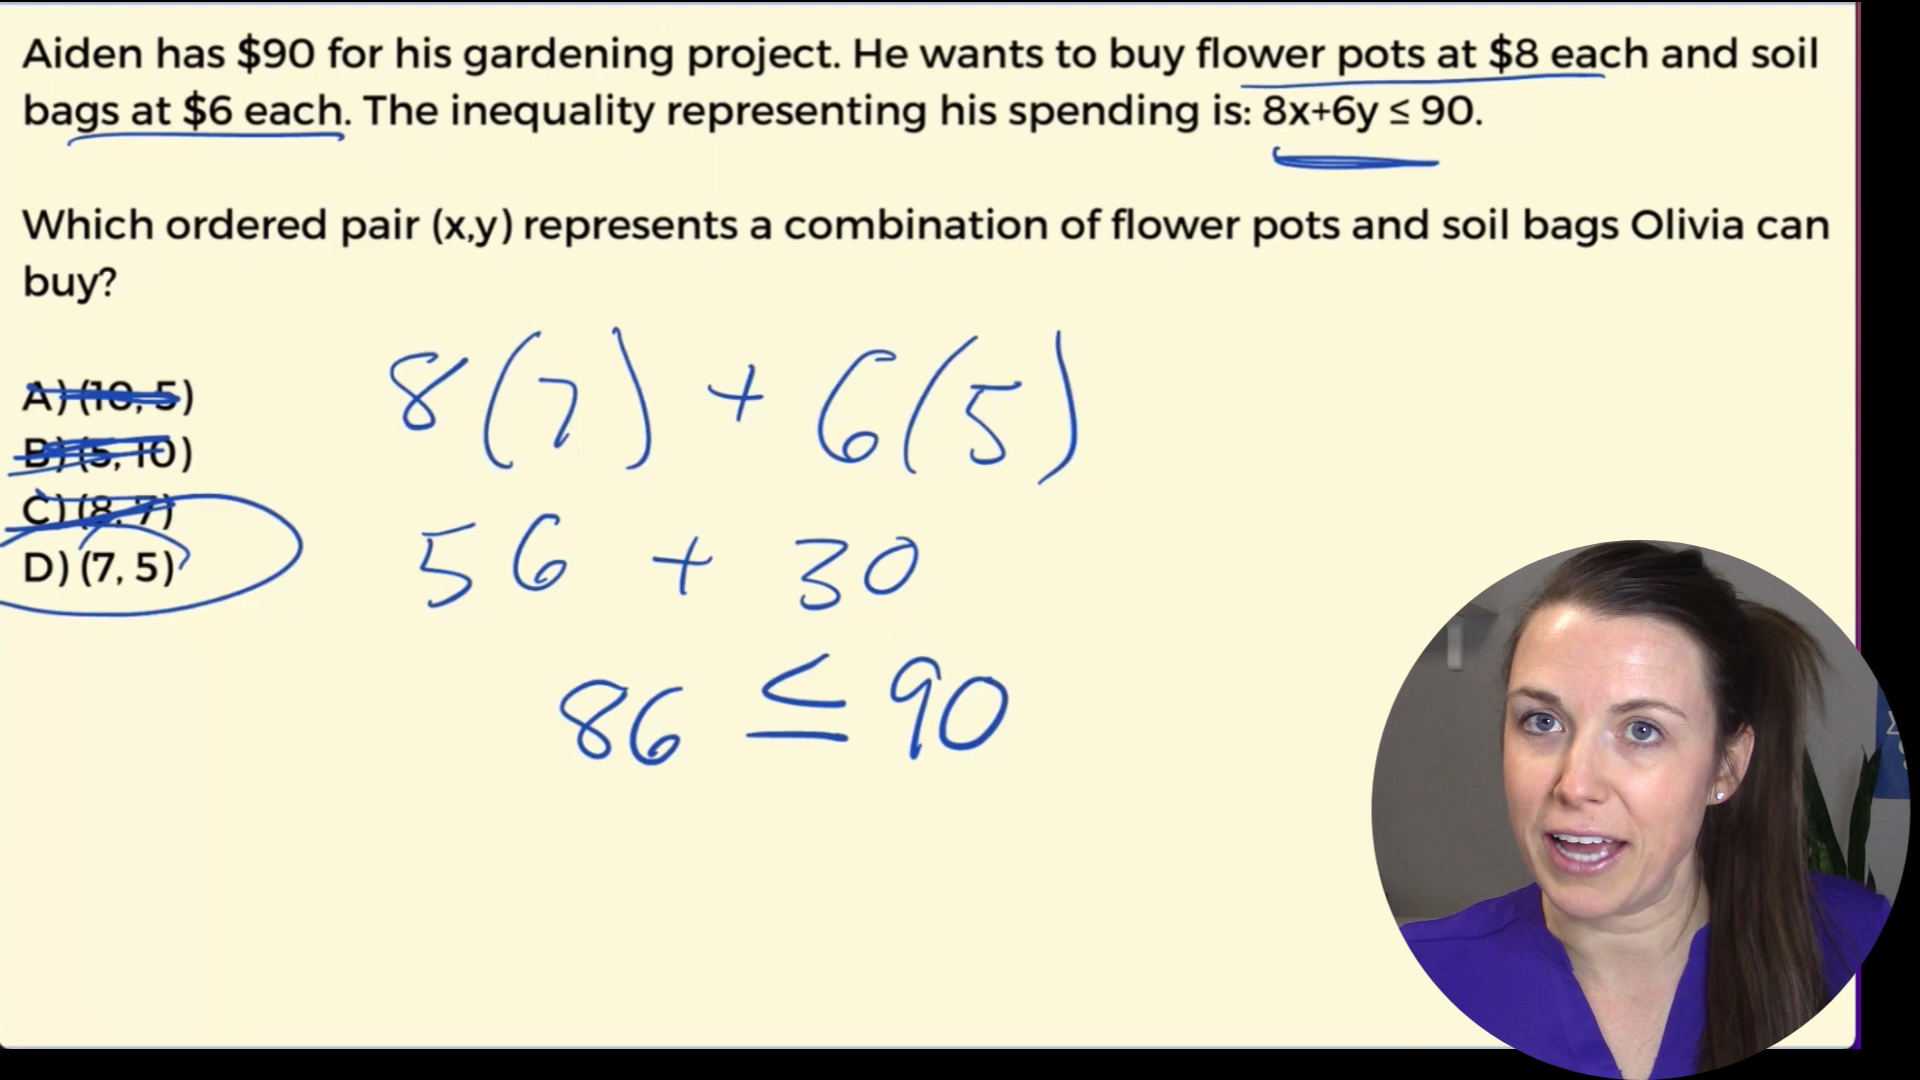 Aiden has $90 for his gardening project. He wants to buy flower pots at $8 each and soil
bags at $6 each. The inequality representing his spending is: 8x+6y ≤ 90.
Which ordered pair (x,y) represents a combination of flower pots and soil bags Olivia can
buy?
A) (10, 5)
B) (5, 10)
C) (8, 7)
D) (7, 5)
8(7) + 6(5)
56 + 30
86 ≤ 90